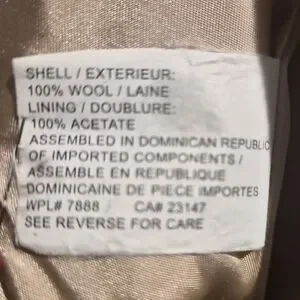 SHELL / EXTERIEUR:
100% WOOL / LAINE
LINING / DOUBLURE:
100% ACETATE
ASSEMBLED IN DOMINICAN REPUBLIC
OF IMPORTED COMPONENTS /
ASSEMBLE EN REPUBLIQUE
DOMINICAINE DE PIECE IMPORTES
WPL# 7888 / CA# 23147
SEE REVERSE FOR CARE